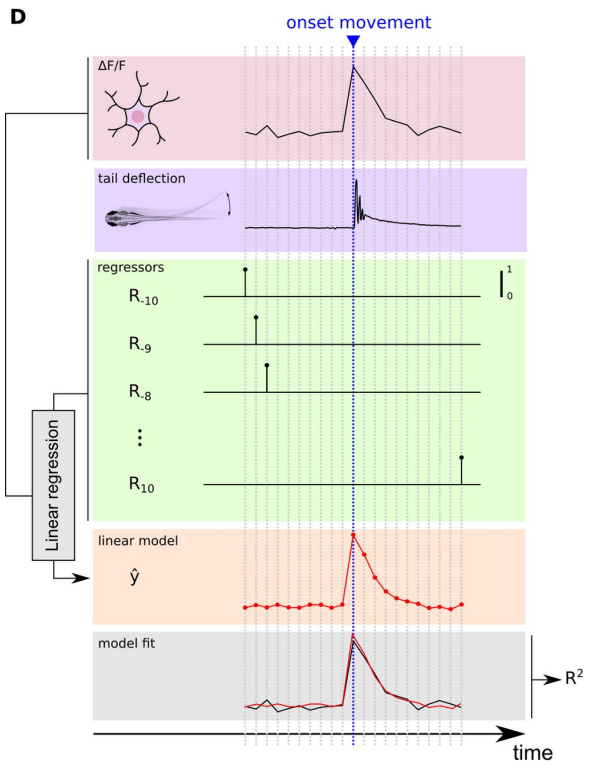 D
onset movement
ΔF/F
tail deflection
regressors
1
0
R-10
R-9
R-8
⋮
R10
Linear regression
linear model
ŷ
model fit
R²
time